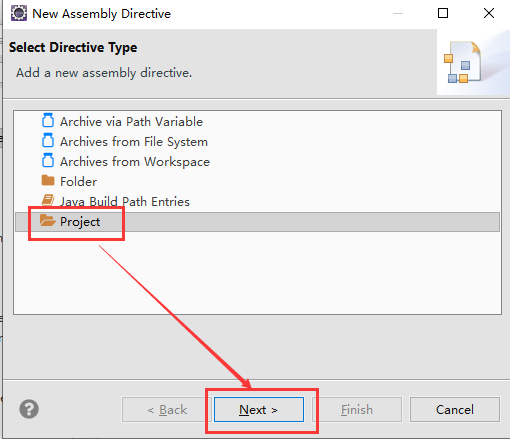 New Assembly Directive
Select Directive Type
Add a new assembly directive.
Archive via Path Variable
Archives from File System
Archives from Workspace
Folder
Java Build Path Entries
Project
?
< Back
Next >
Finish
Cancel